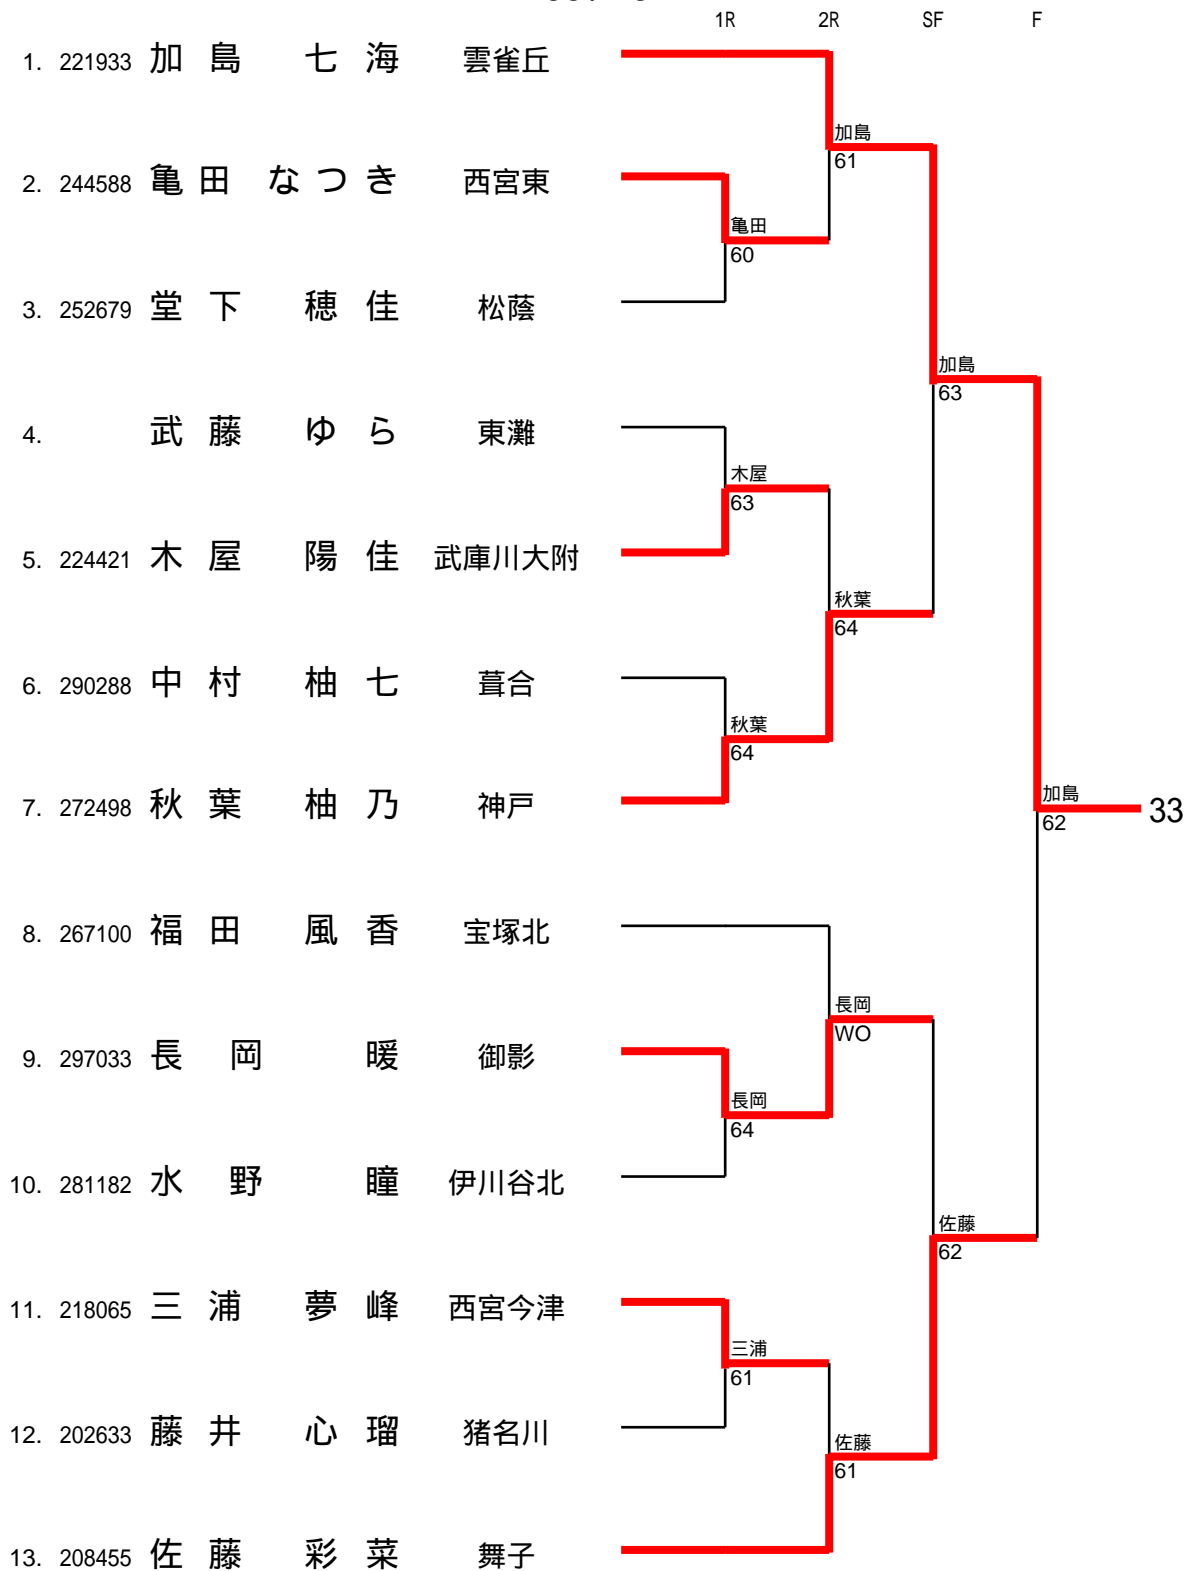 1R 2R SF F
1. 221933 加島 七海 雲雀丘
加島
61
2. 244588 亀田 なつき 西宮東
亀田
60
3. 252679 堂下 穂佳 松蔭
加島
63
4. 武藤 ゆら 東灘
木屋
63
5. 224421 木屋 陽佳 武庫川大附
秋葉
64
6. 290288 中村 柚七 葺合
秋葉
64
7. 272498 秋葉 柚乃 神戸
加島
62
33
8. 267100 福田 風香 宝塚北
長岡
WO
9. 297033 長岡 暖 御影
長岡
64
10. 281182 水野 瞳 伊川谷北
佐藤
62
11. 218065 三浦 夢峰 西宮今津
三浦
61
12. 202633 藤井 心瑠 猪名川
佐藤
61
13. 208455 佐藤 彩菜 舞子